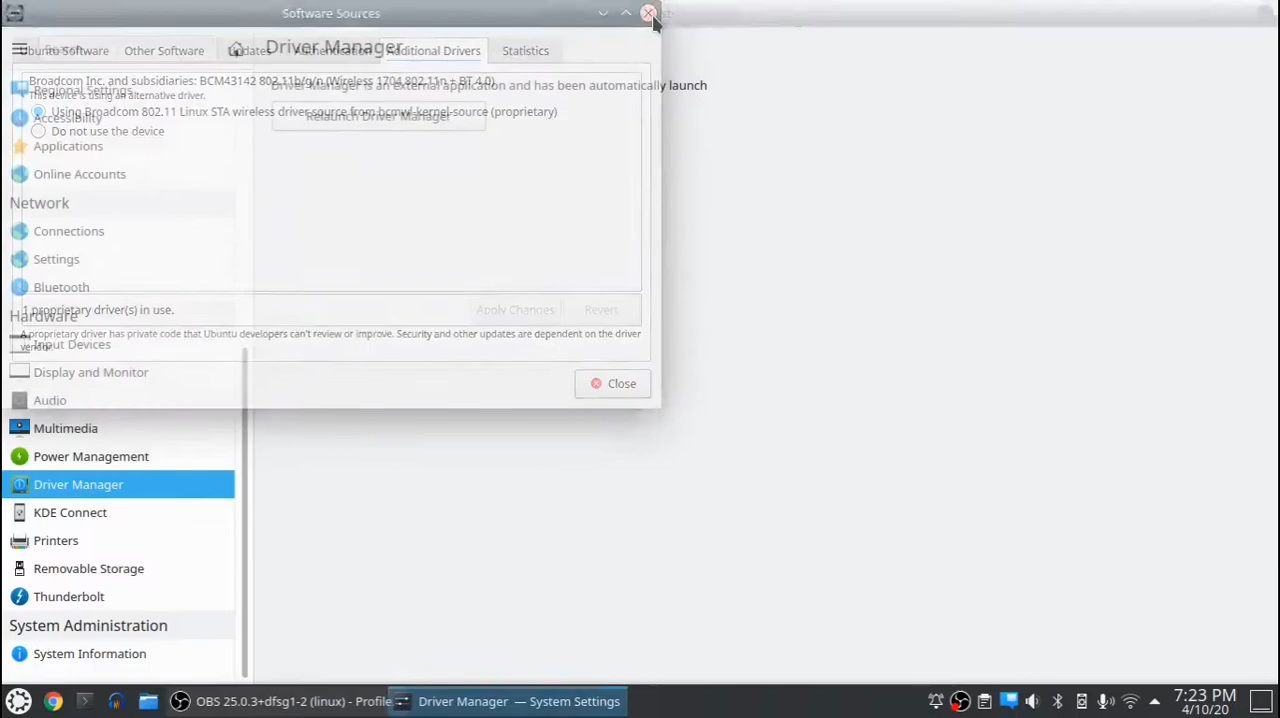 Software Sources
Ubuntu Software Other Software Updates Authentication Additional Drivers Statistics
Driver Manager
Broadcom Inc. and subsidiaries: BCM43142 802.11b/g/n (Wireless 1704 802.11n + BT 4.0)
This device is using an alternative driver.
Using Broadcom 802.11 Linux STA wireless driver source from bcmwl-kernel-source (proprietary)
Do not use the device
Driver Manager is an external application and has been automatically launch
Relaunch Driver Manager
1 proprietary driver(s) in use.
Apply Changes Revert
A proprietary driver has private code that Ubuntu developers can't review or improve. Security and other updates are dependent on the driver
vendor.
Close
Regional Settings
Accessibility
Applications
Online Accounts
Network
Connections
Settings
Bluetooth
Hardware
Input Devices
Display and Monitor
Audio
Multimedia
Power Management
Driver Manager
KDE Connect
Printers
Removable Storage
Thunderbolt
System Administration
System Information
OBS 25.0.3+dfsg1-2 (linux) - Profile
Driver Manager — System Settings
7:23 PM
4/10/20